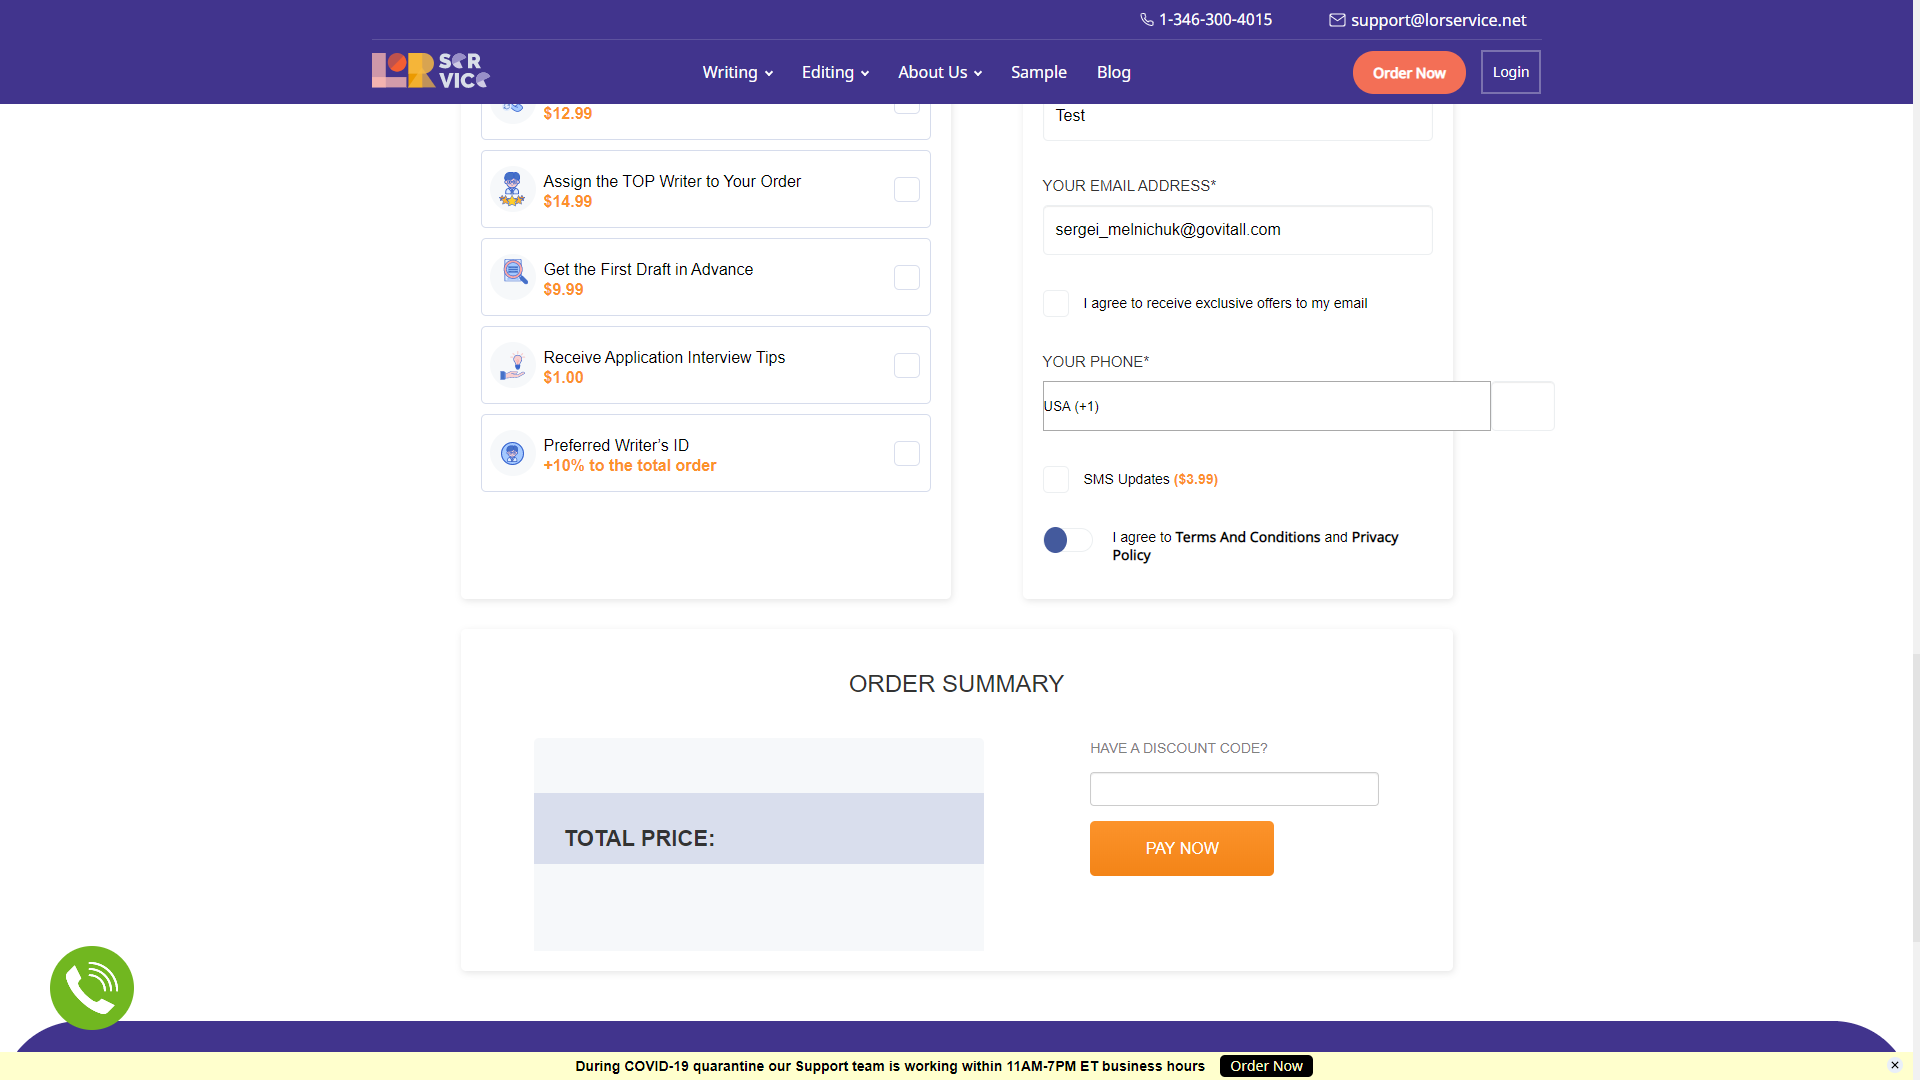 1-346-300-4015
support@lorservice.net
LOR SERVICE
Writing
Editing
About Us
Sample
Blog
Order Now
Login
$12.99
Assign the TOP Writer to Your Order
$14.99
Get the First Draft in Advance
$9.99
Receive Application Interview Tips
$1.00
Preferred Writer’s ID
+10% to the total order
Test
YOUR EMAIL ADDRESS*
sergei_melnichuk@govitall.com
I agree to receive exclusive offers to my email
YOUR PHONE*
USA (+1)
SMS Updates ($3.99)
I agree to Terms And Conditions and Privacy
Policy
ORDER SUMMARY
TOTAL PRICE:
HAVE A DISCOUNT CODE?
PAY NOW
During COVID-19 quarantine our Support team is working within 11AM-7PM ET business hours
Order Now